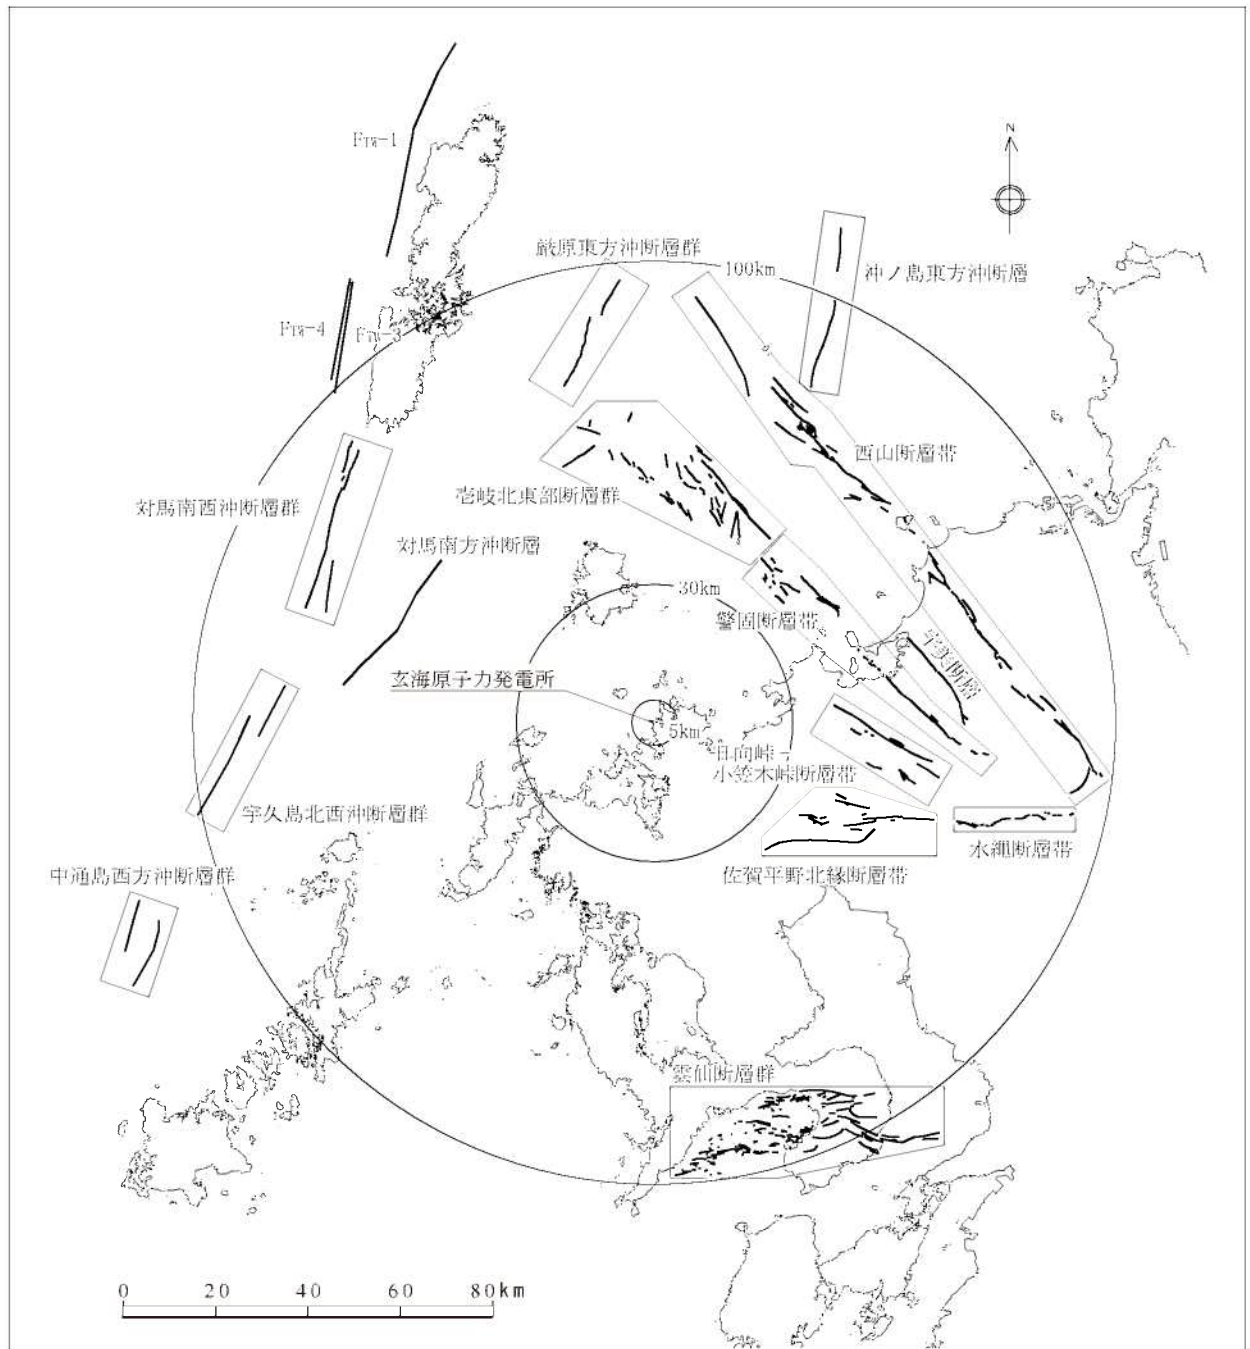 N
FTW-1
厳原東方沖断層群
100km
沖ノ島東方沖断層
FTW-4
FTW-3
西山断層帯
壱岐北東部断層群
対馬南西沖断層群
対馬南方沖断層
30km
警固断層帯
宇美断層
玄海原子力発電所
5km
日向峠－
小笠木峠断層帯
宇久島北西沖断層群
水縄断層帯
中通島西方沖断層群
佐賀平野北縁断層帯
雲仙断層群
0 20 40 60 80km